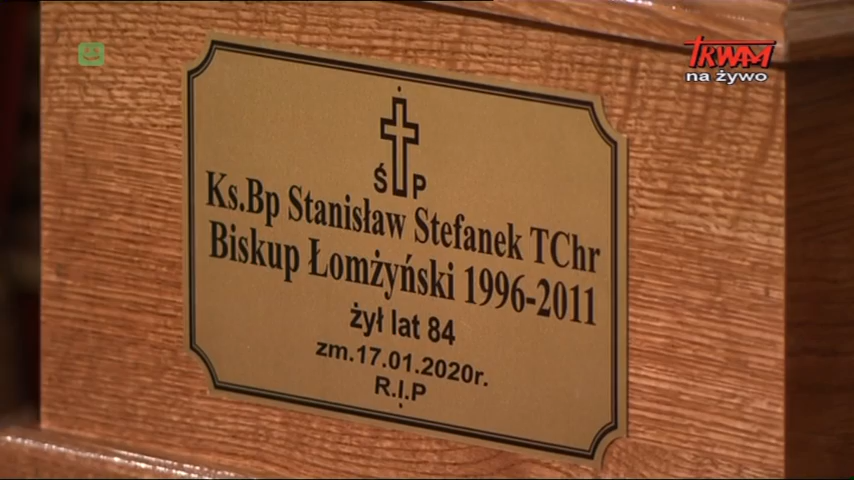 TRWAM
na żywo
Ś P
Ks.Bp Stanisław Stefanek TChr
Biskup Łomżyński 1996-2011
żył lat 84
zm.17.01.2020r.
R.I.P